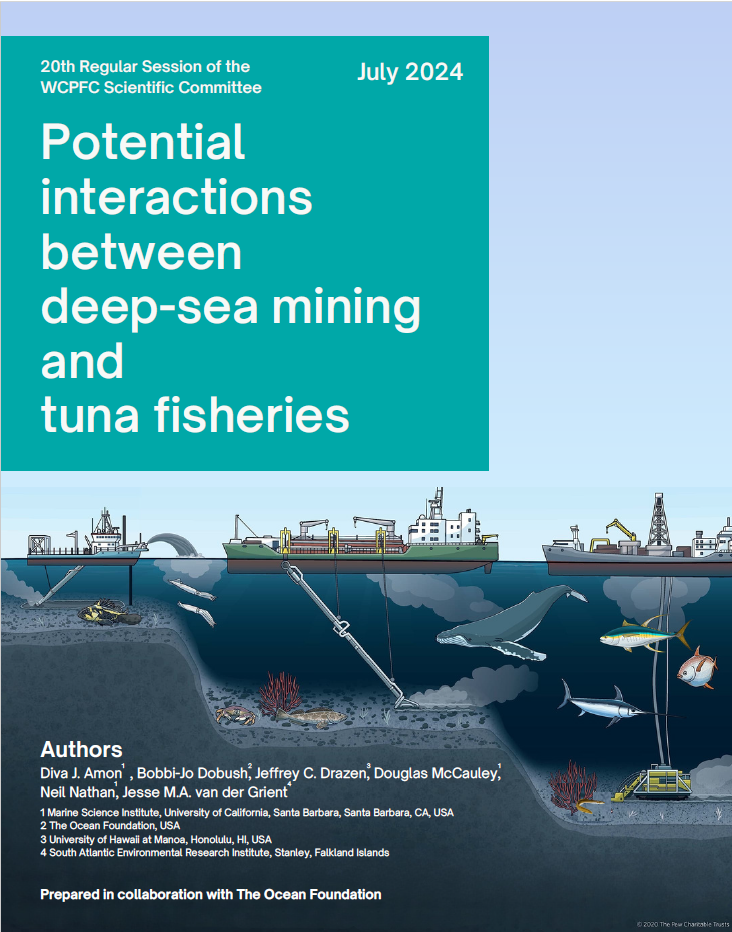 20th Regular Session of the
WCPFC Scientific Committee
July 2024
Potential
interactions
between
deep-sea mining
and
tuna fisheries
Authors
Diva J. Amon¹ , Bobbi-Jo Dobush,² Jeffrey C. Drazen,³ Douglas McCauley,¹
Neil Nathan,¹ Jesse M.A. van der Grient⁴
1 Marine Science Institute, University of California, Santa Barbara, Santa Barbara, CA, USA
2 The Ocean Foundation, USA
3 University of Hawaii at Manoa, Honolulu, HI, USA
4 South Atlantic Environmental Research Institute, Stanley, Falkland Islands
Prepared in collaboration with The Ocean Foundation
© 2020 The Pew Charitable Trusts